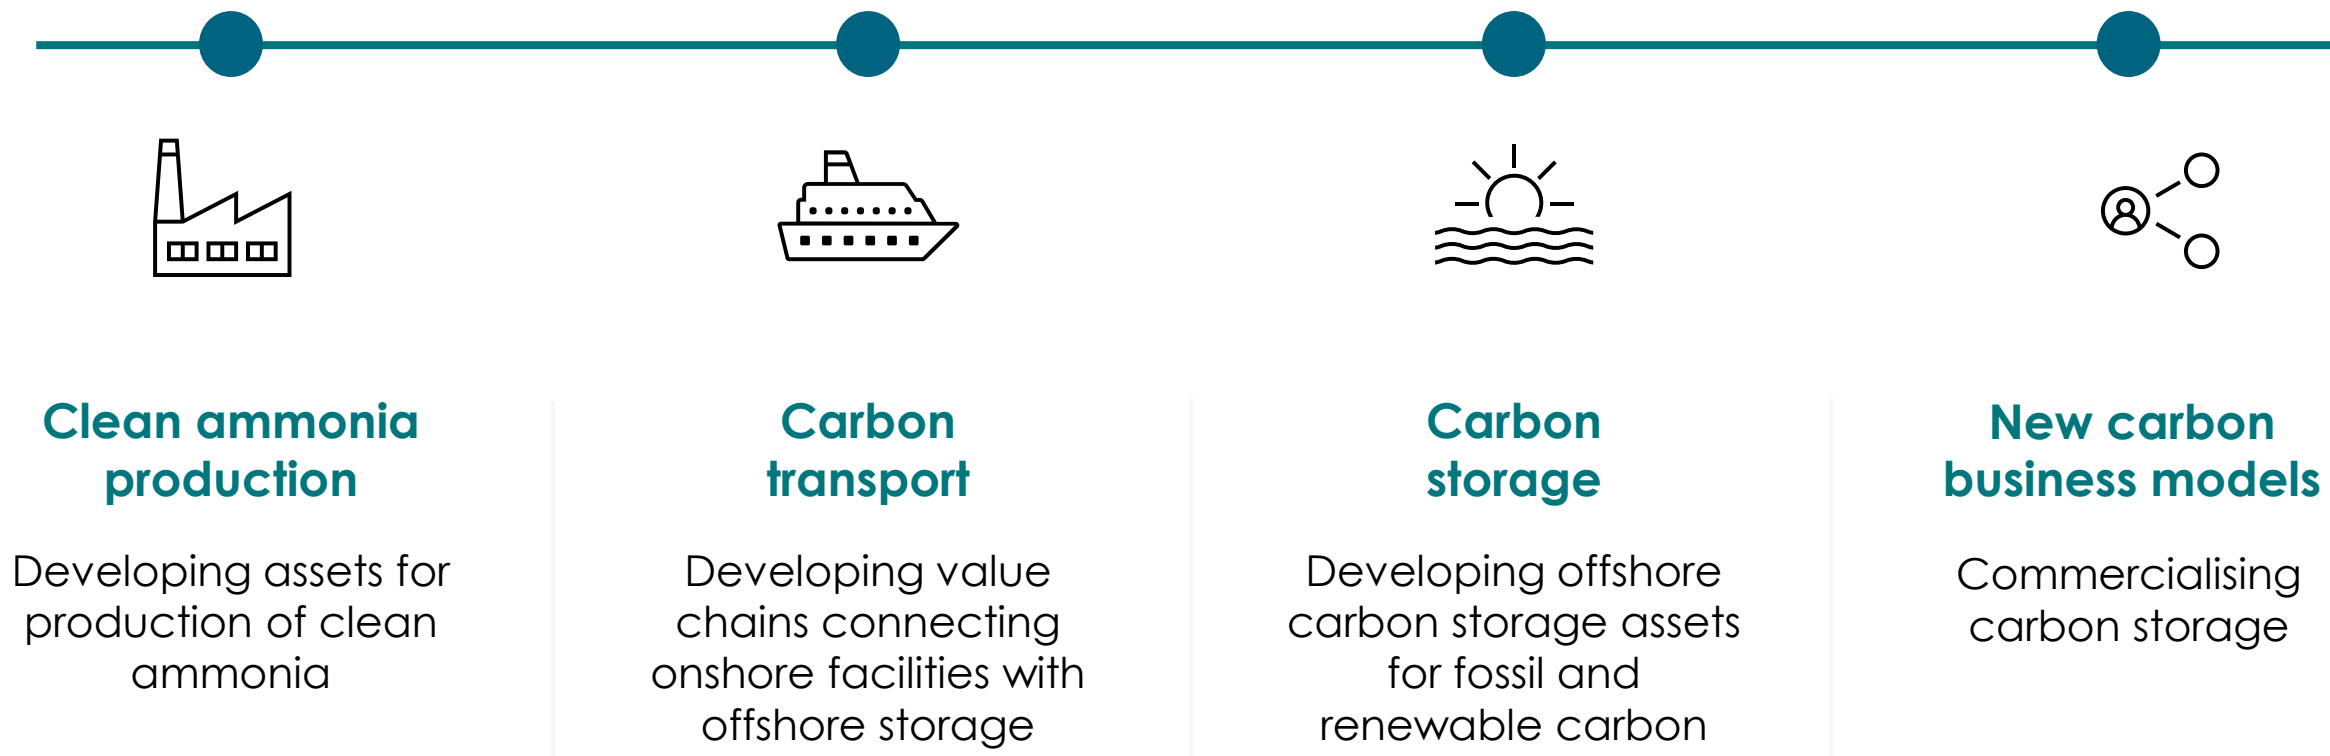 Clean ammonia
production
Developing assets for
production of clean
ammonia
Carbon
transport
Developing value
chains connecting
onshore facilities with
offshore storage
Carbon
storage
Developing offshore
carbon storage assets
for fossil and
renewable carbon
New carbon
business models
Commercialising
carbon storage